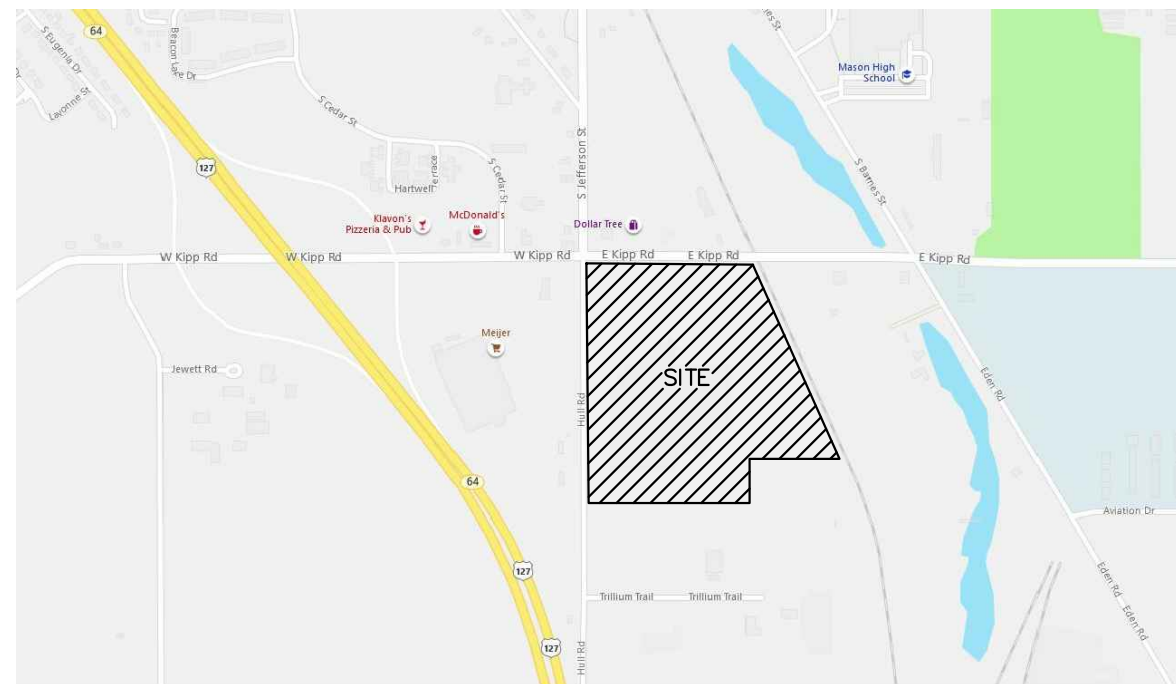 64
S Eugenia Dr
Beacon Lake Dr
Lavonne St
S Cedar St
127
S Jefferson St
S Cedar St
Hartwell
Terrace
Klavon's
Pizzeria & Pub
McDonald's
Dollar Tree
Mason High
School
S Barnes St
W Kipp Rd
W Kipp Rd
W Kipp Rd
E Kipp Rd
E Kipp Rd
E Kipp Rd
Meijer
Jewett Rd
SITE
Hull Rd
Eden Rd
64
Aviation Dr
127
Trillium Trail
Trillium Trail
Eden Rd
Eden Rd
127
Hull Rd